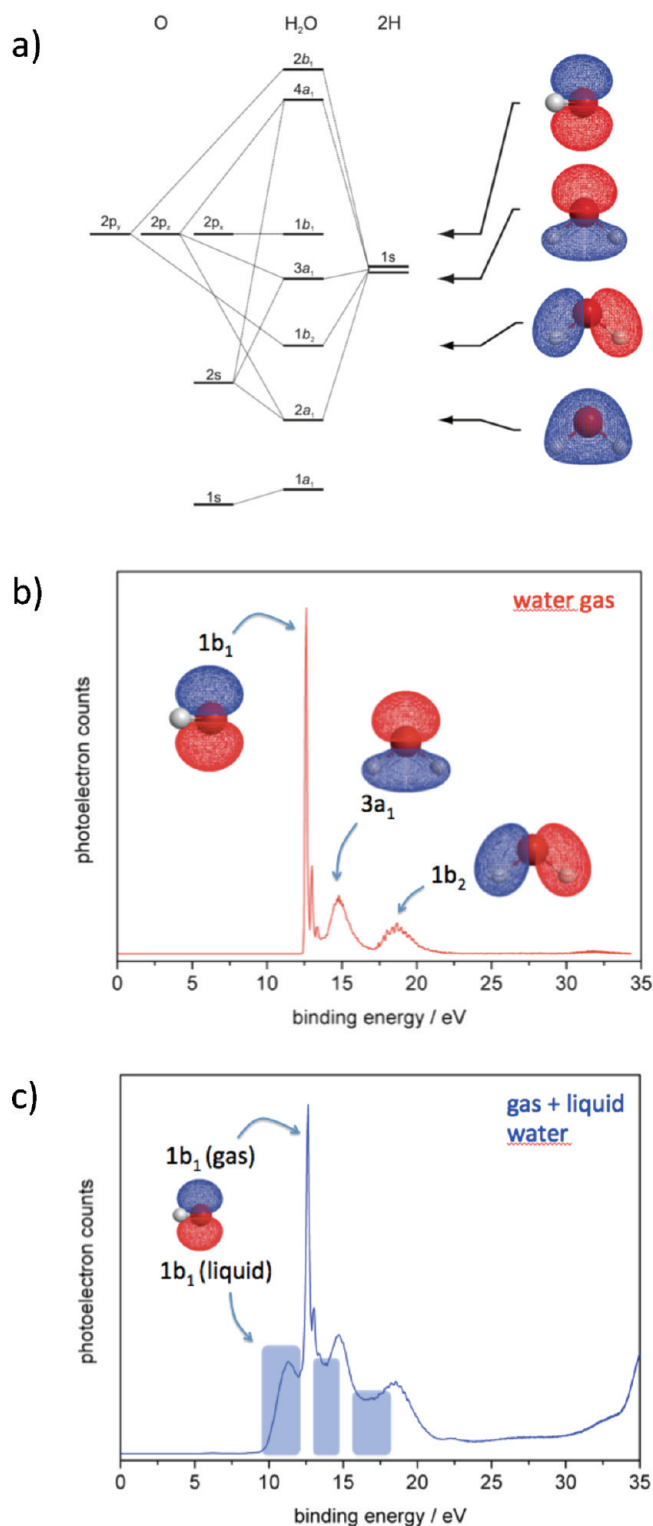 a)
O H₂O 2H
2b₁
4a₁
2pᵧ 2p𝓏 2pₓ 1b₁
1s
3a₁
1b₂
2s
2a₁
1s 1a₁
b)
water gas
1b₁
3a₁
1b₂
photoelectron counts
0 5 10 15 20 25 30 35
binding energy / eV
c)
gas + liquid
water
1b₁ (gas)
1b₁ (liquid)
photoelectron counts
0 5 10 15 20 25 30 35
binding energy / eV